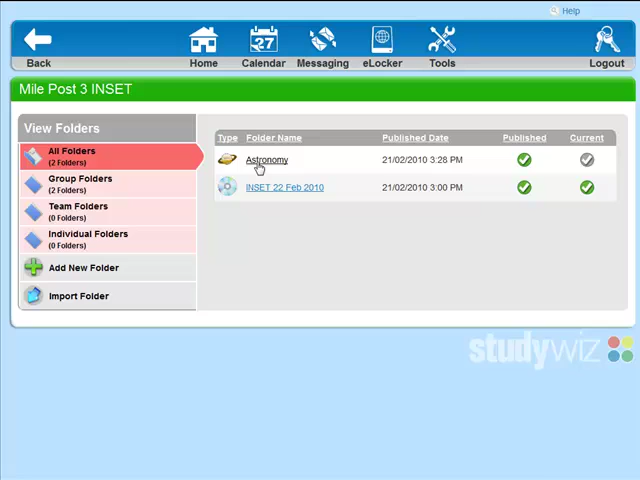 Help
Back Home Calendar Messaging eLocker Tools Logout
27
Mile Post 3 INSET
View Folders
All Folders
(2 Folders)
Group Folders
(2 Folders)
Team Folders
(0 Folders)
Individual Folders
(0 Folders)
Add New Folder
Import Folder
Type Folder Name Published Date Published Current
Astronomy 21/02/2010 3:28 PM
INSET 22 Feb 2010 21/02/2010 3:00 PM
studywiz